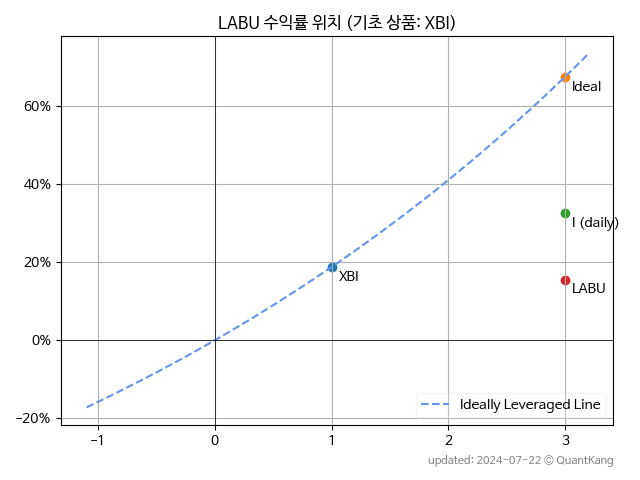 LABU 수익률 위치 (기초 상품: XBI)
60%
40%
20%
0%
−20%
−1
0
1
2
3
Ideal
I (daily)
XBI
LABU
Ideally Leveraged Line
updated: 2024-07-22 © QuantKang